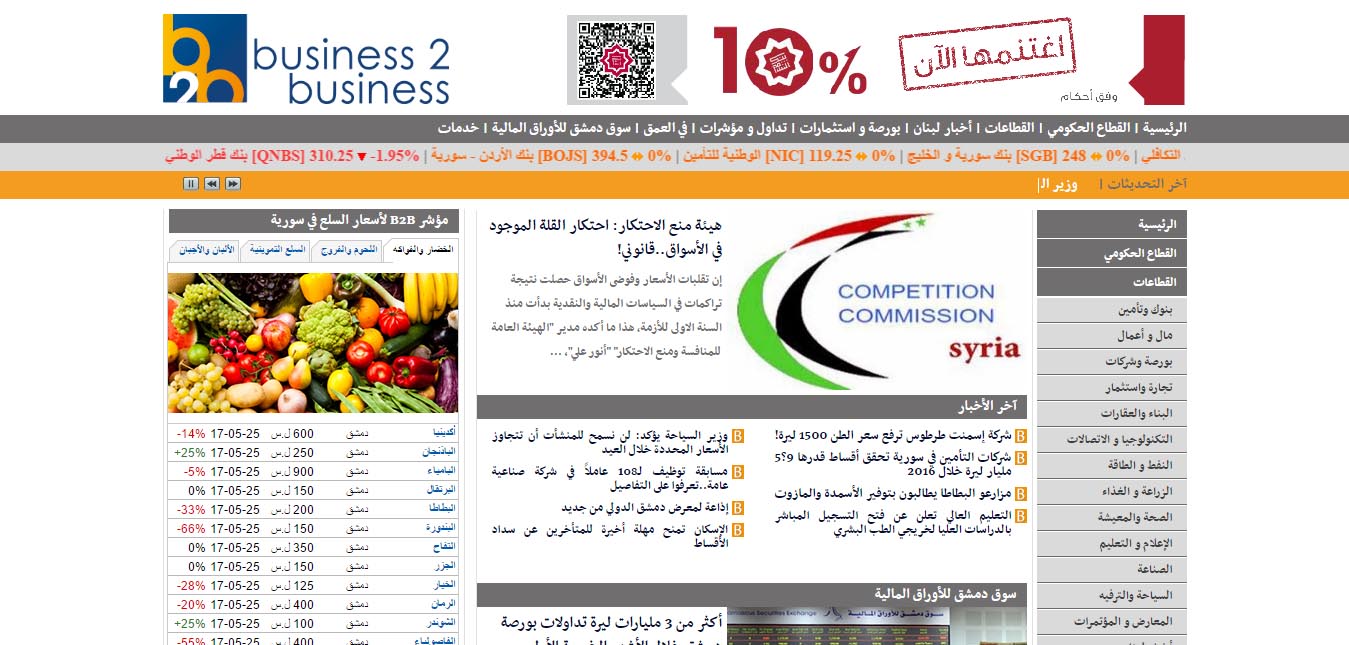 business 2
business
10%
اغتنمها الآن
وفق أحكام
الرئيسية | القطاع الحكومي | القطاعات | أخبار لبنان | بورصة و استثمارات | تداول و مؤشرات | في العمق | سوق دمشق للأوراق المالية | خدمات
التكافلي | 0% 248 [SGB] بنك سورية و الخليج | 0% 119.25 [NIC] الوطنية للتأمين | 0% 394.5 [BOJS] بنك الأردن - سورية | -1.95% 310.25 [QNBS] بنك قطر الوطني
آخر التحديثات | وزير ال
الرئيسية
القطاع الحكومي
القطاعات
بنوك وتأمين
مال و أعمال
بورصة وشركات
تجارة واستثمار
البناء والعقارات
التكنولوجيا و الاتصالات
النفط و الطاقة
الزراعة و الغذاء
الصحة والمعيشة
الإعلام و التعليم
الصناعة
السياحة والترفيه
المعارض و المؤتمرات
COMPETITION
COMMISSION
syria
هيئة منع الاحتكار: احتكار القلة الموجود
في الأسواق..قانوني!
إن تقلبات الأسعار وفوضى الأسواق حصلت نتيجة
تراكمات في السياسات المالية والنقدية بدأت منذ
السنة الاولى للأزمة، هذا ما أكده مدير "الهيئة العامة
للمنافسة ومنع الاحتكار" "أنور علي"، ...
آخر الأخبار
شركة إسمنت طرطوس ترفع سعر الطن 1500 ليرة!
شركات التأمين في سورية تحقق أقساط قدرها 9؟5
مليار ليرة خلال 2016
مزارعو البطاطا يطالبون بتوفير الأسمدة والمازوت
التعليم العالي تعلن عن فتح التسجيل المباشر
بالدراسات العليا لخريجي الطب البشري
وزير السياحة يؤكد: لن نسمح للمنشآت أن تتجاوز
الأسعار المحددة خلال العيد
مسابقة توظيف لـ108 عاملاً في شركة صناعية
عامة..تعرفوا على التفاصيل
إذاعة لمعرض دمشق الدولي من جديد
الإسكان تمنح مهلة أخيرة للمتأخرين عن سداد
الأقساط
سوق دمشق للأوراق المالية
أكثر من 3 مليارات ليرة تداولات بورصة
Damascus Securities Exchange سوق دمشق للأوراق المالية
مؤشر B2B لأسعار السلع في سورية
الخضار والفواكه
اللحوم والفروج
السلع التموينية
الألبان والأجبان
أكدينيا دمشق 600 ل.س 17-05-25 -14%
الباذنجان دمشق 250 ل.س 17-05-25 +25%
البامياء دمشق 900 ل.س 17-05-25 -5%
البرتقال دمشق 150 ل.س 17-05-25 0%
البطاطا دمشق 200 ل.س 17-05-25 -33%
البندورة دمشق 150 ل.س 17-05-25 -66%
التفاح دمشق 350 ل.س 17-05-25 0%
الجزر دمشق 150 ل.س 17-05-25 0%
الخيار دمشق 125 ل.س 17-05-25 -28%
الرمان دمشق 400 ل.س 17-05-25 -20%
الشوندر دمشق 100 ل.س 17-05-25 +25%
الفاصولياء دمشق 400 ل.س 17-05-25 -55%